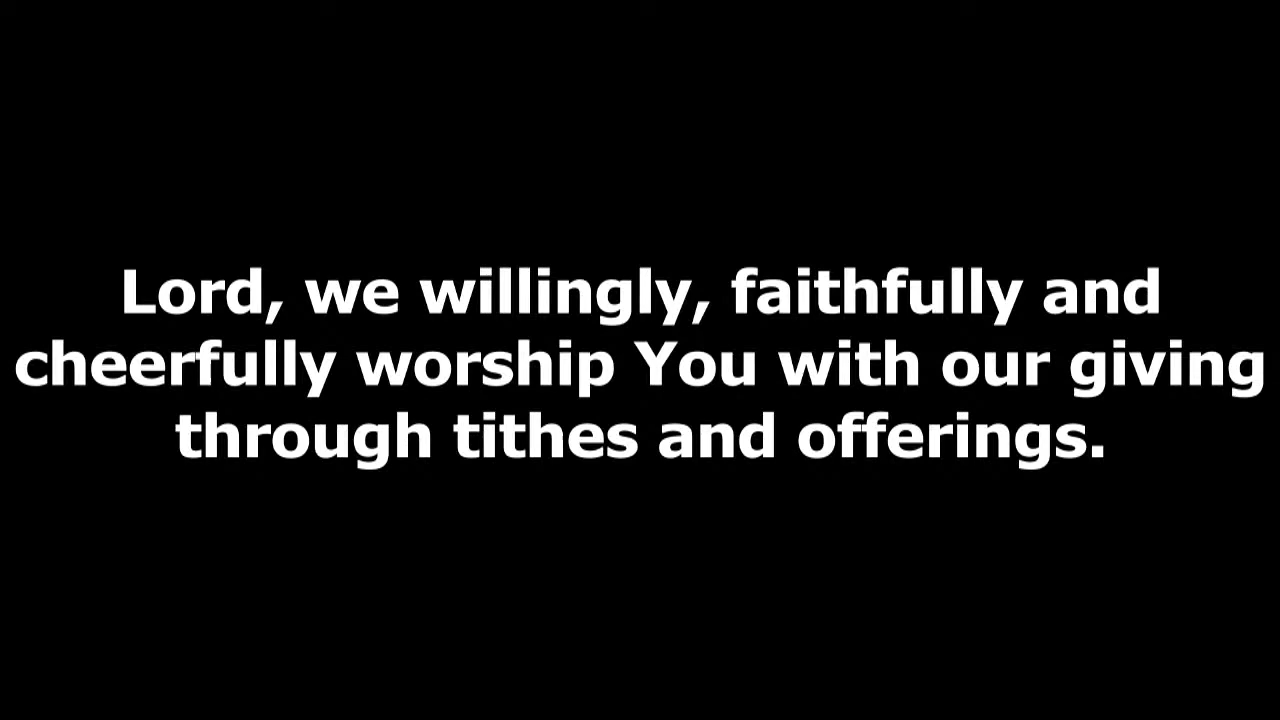 Lord, we willingly, faithfully and
cheerfully worship You with our giving
through tithes and offerings.